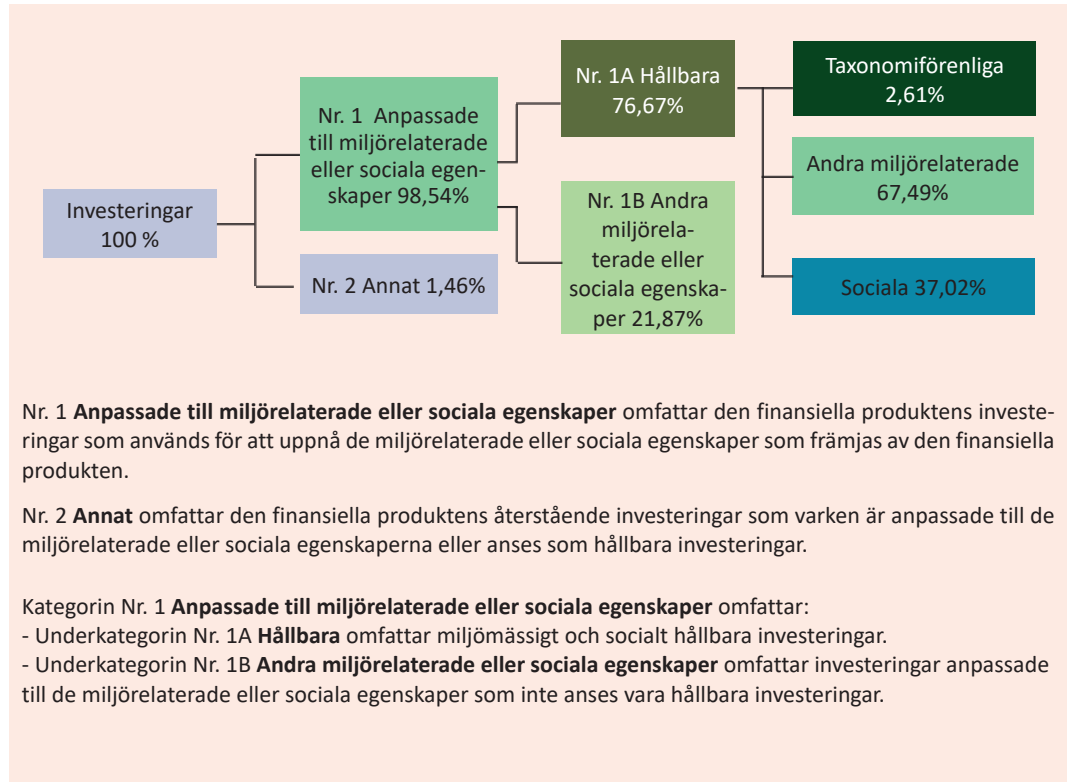 Investeringar
100 %
Nr. 1  Anpassade
till miljörelaterade
eller sociala egen-
skaper 98,54%
Nr. 2 Annat 1,46%
Nr. 1A Hållbara
76,67%
Nr. 1B Andra
miljörela-
terade eller
sociala egenska-
per 21,87%
Taxonomiförenliga
2,61%
Andra miljörelaterade
67,49%
Sociala 37,02%
Nr. 1 Anpassade till miljörelaterade eller sociala egenskaper omfattar den finansiella produktens investe-
ringar som används för att uppnå de miljörelaterade eller sociala egenskaper som främjas av den finansiella
produkten.
Nr. 2 Annat omfattar den finansiella produktens återstående investeringar som varken är anpassade till de
miljörelaterade eller sociala egenskaperna eller anses som hållbara investeringar.
Kategorin Nr. 1 Anpassade till miljörelaterade eller sociala egenskaper omfattar:
- Underkategorin Nr. 1A Hållbara omfattar miljömässigt och socialt hållbara investeringar.
- Underkategorin Nr. 1B Andra miljörelaterade eller sociala egenskaper omfattar investeringar anpassade
till de miljörelaterade eller sociala egenskaper som inte anses vara hållbara investeringar.